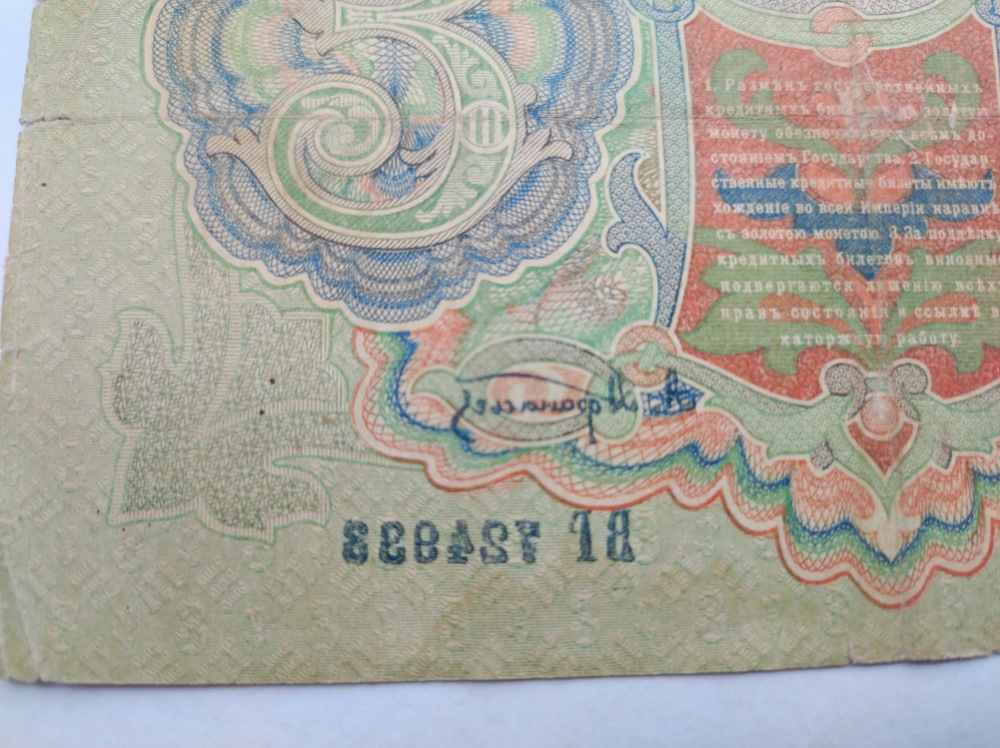 3
1. Размѣнъ государственныхъ
кредитныхъ билетовъ на золотую
монету обезпечивается всѣмъ до-
стояніемъ Государства. 2. Государ-
ственные кредитные билеты имѣютъ
хожденіе во всей Имперіи наравнѣ
съ золотою монетою. 3. За поддѣлку
кредитныхъ билетовъ виновные
подвергаются лишенію всѣхъ
правъ состоянія и ссылкѣ въ
каторжную работу.
Афанасьев
ВГ